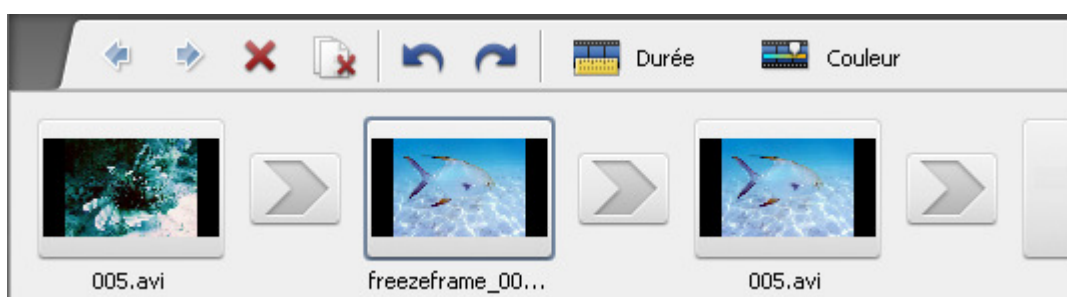 Durée Couleur
005.avi freezeframe_00... 005.avi